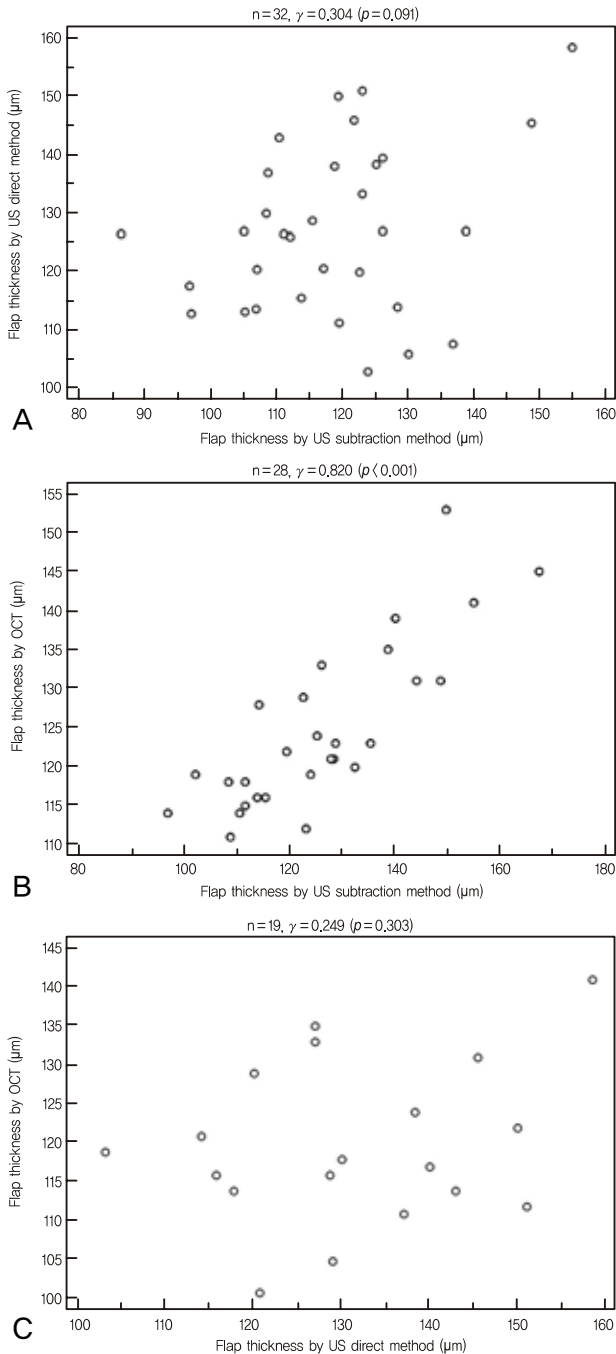 n=32, γ=0.304 (p=0.091)
160
150
140
130
120
110
100
Flap thickness by US direct method (µm)
80 90 100 110 120 130 140 150 160
Flap thickness by US subtraction method (µm)
A
n=28, γ=0.820 (p<0.001)
155
150
145
140
135
130
125
120
115
110
Flap thickness by OCT (µm)
80 100 120 140 160 180
Flap thickness by US subtraction method (µm)
B
n=19, γ=0.249 (p=0.303)
145
140
135
130
125
120
115
110
105
100
Flap thickness by OCT (µm)
100 110 120 130 140 150 160
Flap thickness by US direct method (µm)
C